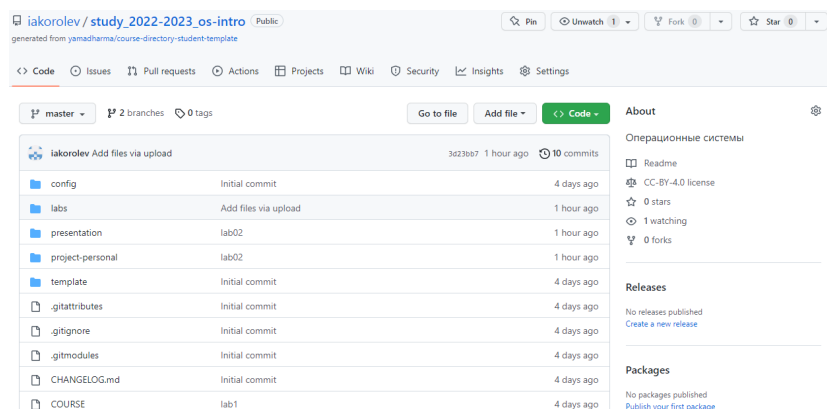 iakorolev / study_2022-2023_os-intro Public
Pin Unwatch 1 Fork 0 Star 0
generated from yamadharma/course-directory-student-template
Code Issues Pull requests Actions Projects Wiki Security Insights Settings
master 2 branches 0 tags Go to file Add file Code
iakorolev Add files via upload 3d23bb7 1 hour ago 10 commits
config Initial commit 4 days ago
labs Add files via upload 1 hour ago
presentation lab02 1 hour ago
project-personal lab02 1 hour ago
template Initial commit 4 days ago
.gitattributes Initial commit 4 days ago
.gitignore Initial commit 4 days ago
.gitmodules Initial commit 4 days ago
CHANGELOG.md Initial commit 4 days ago
COURSE lab1 4 days ago
About
Операционные системы
Readme
CC-BY-4.0 license
0 stars
1 watching
0 forks
Releases
No releases published
Create a new release
Packages
No packages published
Publish your first package